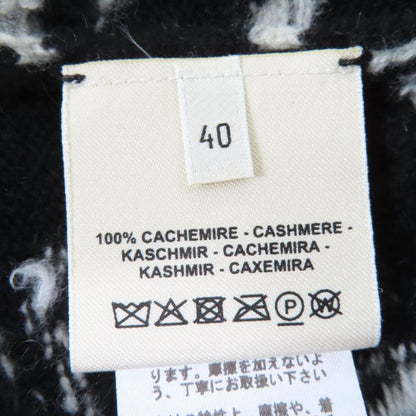 40
100% CACHEMIRE - CASHMERE -
KASCHMIR - CACHEMIRA -
KASHMIR - CAXEMIRA
P W
ります。摩擦を加えないよ
う、丁寧にお取扱い下さい